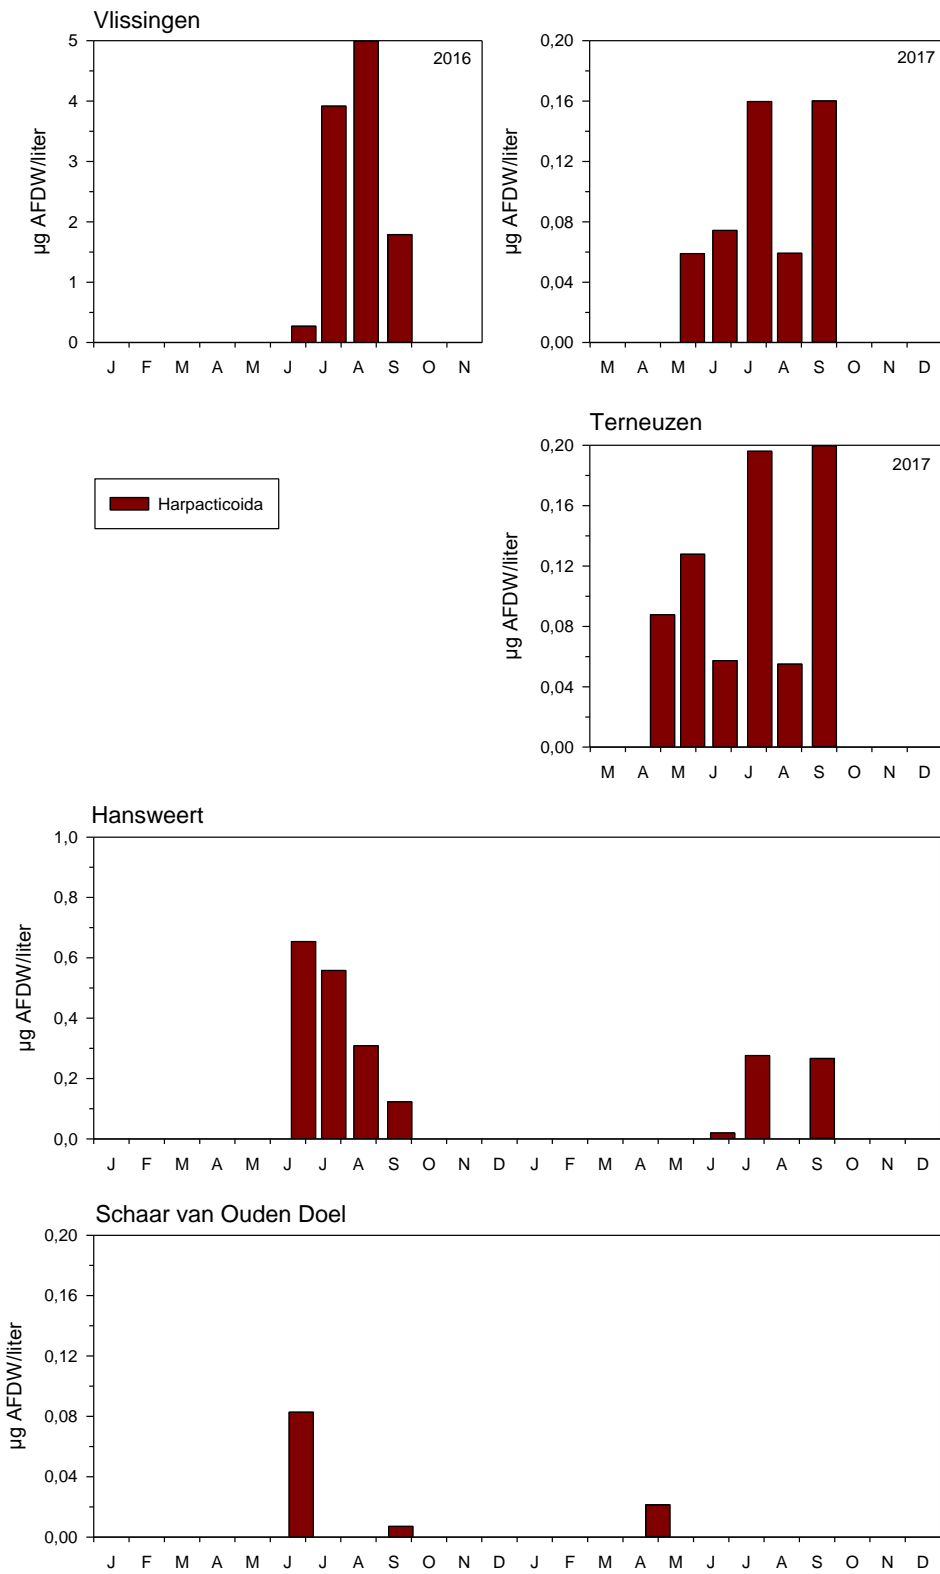 Vlissingen
5
4
3
2
1
0
µg AFDW/liter
2016
J F M A M J J A S O N
0,20
0,16
0,12
0,08
0,04
0,00
µg AFDW/liter
2017
M A M J J A S O N D
Harpacticoida
Terneuzen
0,20
0,16
0,12
0,08
0,04
0,00
µg AFDW/liter
2017
M A M J J A S O N D
Hansweert
1,0
0,8
0,6
0,4
0,2
0,0
µg AFDW/liter
J F M A M J J A S O N D J F M A M J J A S O N D
Schaar van Ouden Doel
0,20
0,16
0,12
0,08
0,04
0,00
µg AFDW/liter
J F M A M J J A S O N D J F M A M J J A S O N D